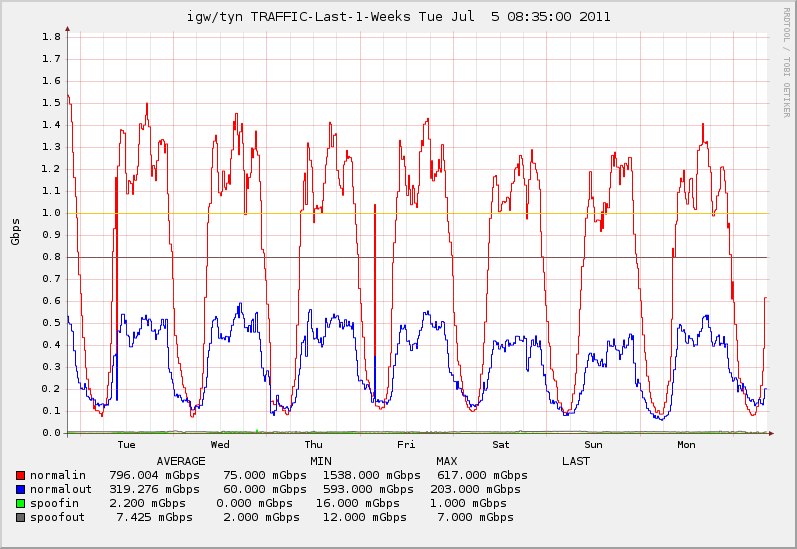 igw/tyn TRAFFIC-Last-1-Weeks Tue Jul  5 08:35:00 2011
RRDTOOL / TOBI OETIKER
Gbps
1.8
1.7
1.6
1.5
1.4
1.3
1.2
1.1
1.0
0.9
0.8
0.7
0.6
0.5
0.4
0.3
0.2
0.1
0.0
Tue Wed Thu Fri Sat Sun Mon
AVERAGE MIN MAX LAST
normalin 796.004 mGbps 75.000 mGbps 1538.000 mGbps 617.000 mGbps
normalout 319.276 mGbps 60.000 mGbps 593.000 mGbps 203.000 mGbps
spoofin 2.200 mGbps 0.000 mGbps 16.000 mGbps 1.000 mGbps
spoofout 7.425 mGbps 2.000 mGbps 12.000 mGbps 7.000 mGbps